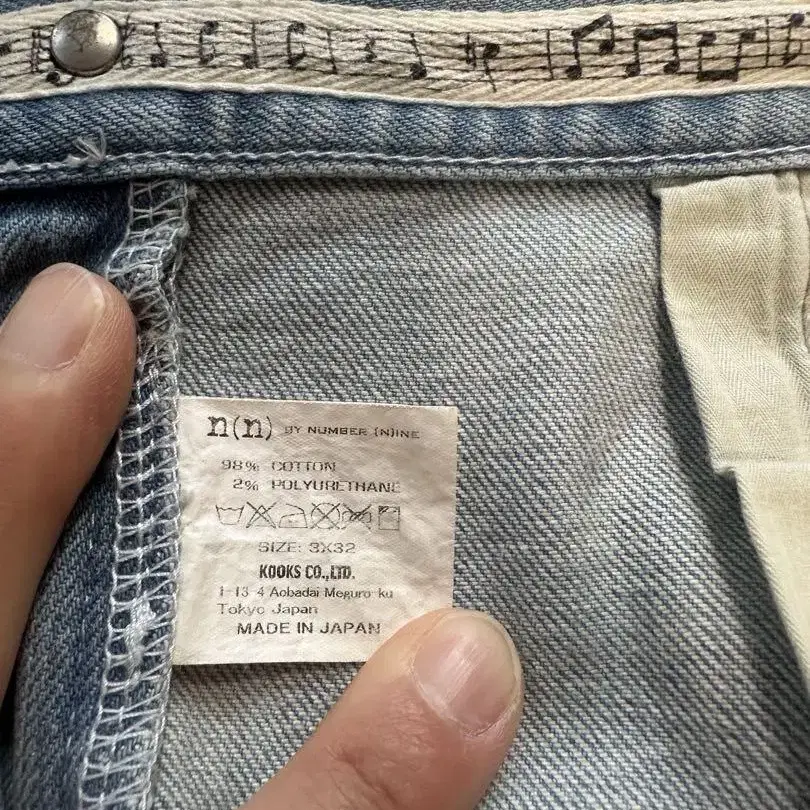 n(n) BY NUMBER (N)INE
98% COTTON
2% POLYURETHANE
SIZE: 3X32
KOOKS CO.,LTD.
1-13-4 Aobadai Meguro-ku
Tokyo Japan
MADE IN JAPAN